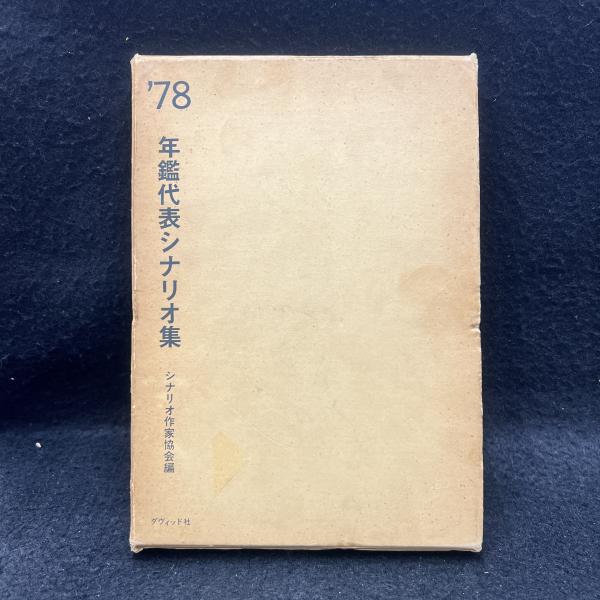 '78
年鑑代表シナリオ集
シナリオ作家協会編
ダヴィッド社